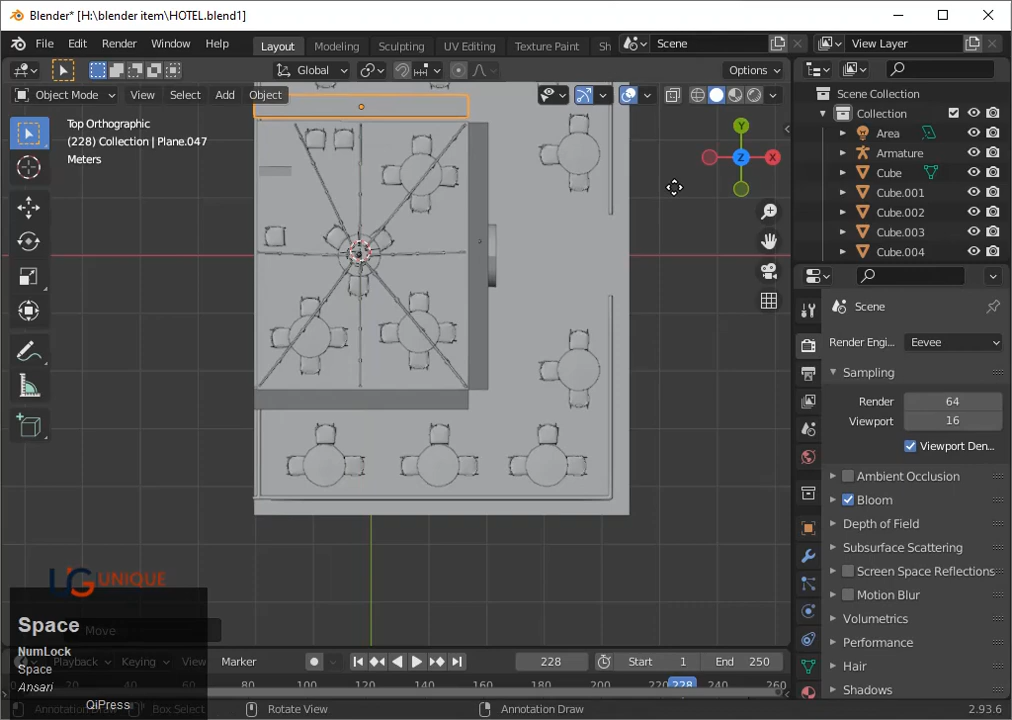 Blender* [H:\blender item\HOTEL.blend1]
File Edit Render Window Help
Layout Modeling Sculpting UV Editing Texture Paint Sh
Scene View Layer
Global Options
Object Mode View Select Add Object
Top Orthographic
(228) Collection | Plane.047
Meters
Y
Z
X
Scene Collection
Collection
Area
Armature
Cube
Cube.001
Cube.002
Cube.003
Cube.004
Scene
Render Engi... Eevee
Sampling
Render 64
Viewport 16
Viewport Den...
Ambient Occlusion
Bloom
Depth of Field
Subsurface Scattering
Screen Space Reflections
Motion Blur
Volumetrics
Performance
Hair
Shadows
UG UNIQUE
Space
Move
NumLock
Space
Ansari
QiPress
Playback Keying View Marker
228 Start 1 End 250
80 100 120 140 160 180 200 220 228 240 260
Annotation Draw Box Select Rotate View Annotation Draw 2.93.6